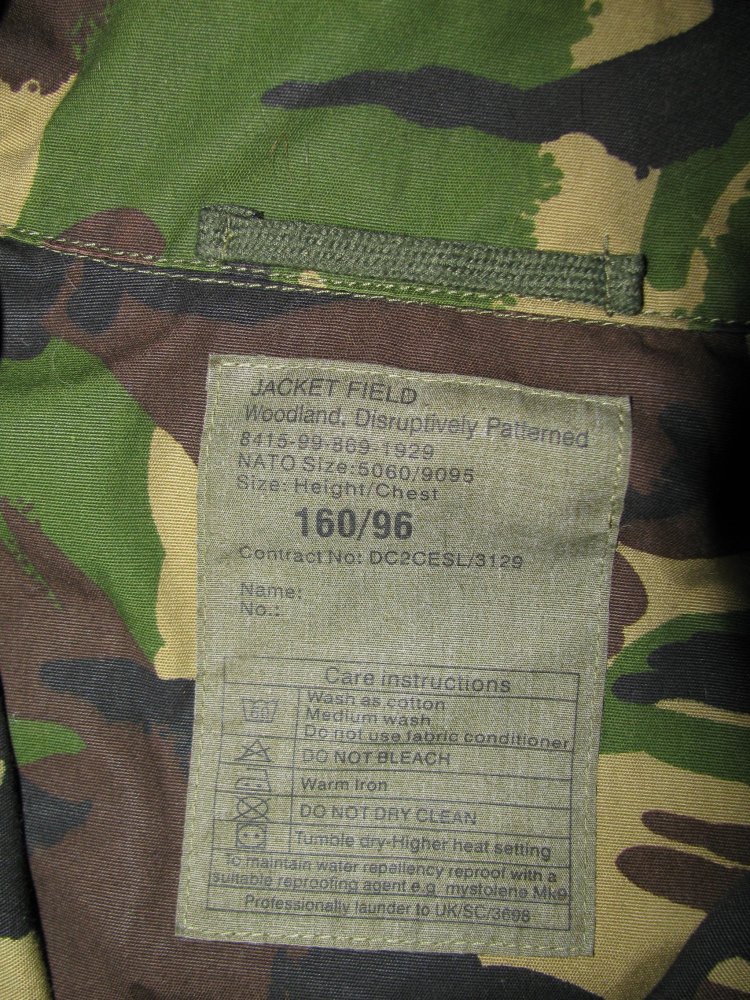 JACKET FIELD
Woodland, Disruptively Patterned
8415-99-869-1929
NATO Size:5060/9095
Size: Height/Chest
160/96
Contract No: DC2CESL/3129
Name:
No.:
Care instructions
Wash as cotton
Medium wash
Do not use fabric conditioner
DO NOT BLEACH
Warm Iron
DO NOT DRY CLEAN
Tumble dry-Higher heat setting
To maintain water repellency reproof with a
suitable reproofing agent e.g. mystolene Mk9
Professionally launder to UK/SC/3698